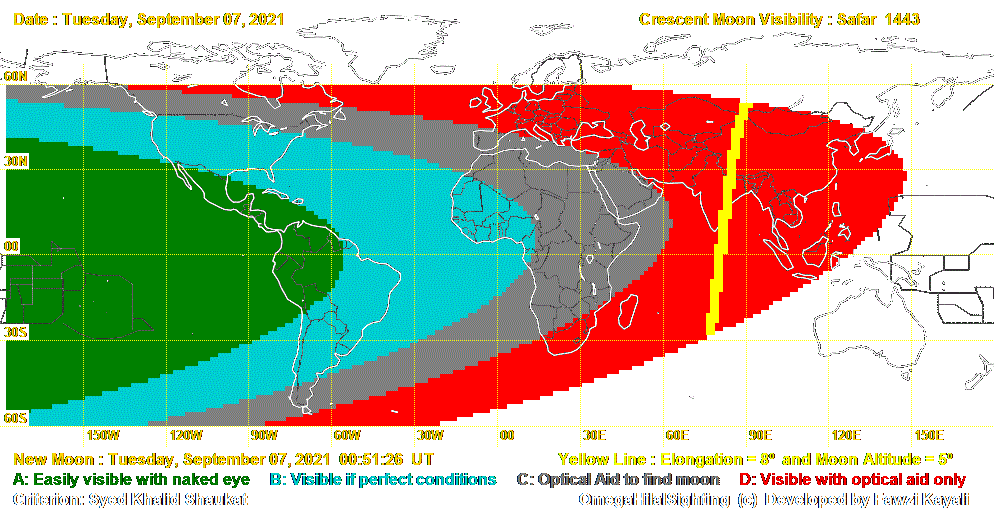 Date : Tuesday, September 07, 2021
Crescent Moon Visibility : Safar 1443
60N
30N
00
30S
60S
150W 120W 90W 60W 30W 00 30E 60E 90E 120E 150E
New Moon : Tuesday, September 07, 2021 00:51:26 UT
Yellow Line : Elongation = 8° and Moon Altitude = 5°
A: Easily visible with naked eye B: Visible if perfect conditions C: Optical Aid to find moon D: Visible with optical aid only
Criterion: Syed Khalid Shaukat
OmegaHilalSighting (c) Developed by Fawzi Kayali